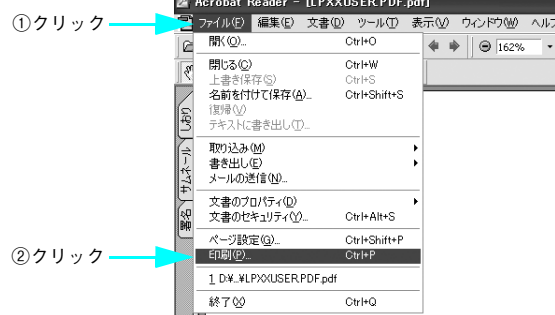 Acrobat Reader - [LPXXUSER.PDF.pdf]
①クリック
ファイル(F) 編集(E) 文書(D) ツール(T) 表示(V) ウィンドウ(W) ヘル
開く(O)... Ctrl+O
162%
閉じる(C) Ctrl+W
上書き保存(S) Ctrl+S
名前を付けて保存(A)... Ctrl+Shift+S
復帰(V)
テキストに書き出し(T)...
しおり
取り込み(M)
書き出し(E)
メールの送信(N)...
サムネール
文書のプロパティ(D)
文書のセキュリティ(Y)... Ctrl+Alt+S
署名
ページ設定(G)... Ctrl+Shift+P
②クリック
印刷(P)... Ctrl+P
1 D:¥...¥LPXXUSER.PDF.pdf
終了(X) Ctrl+Q